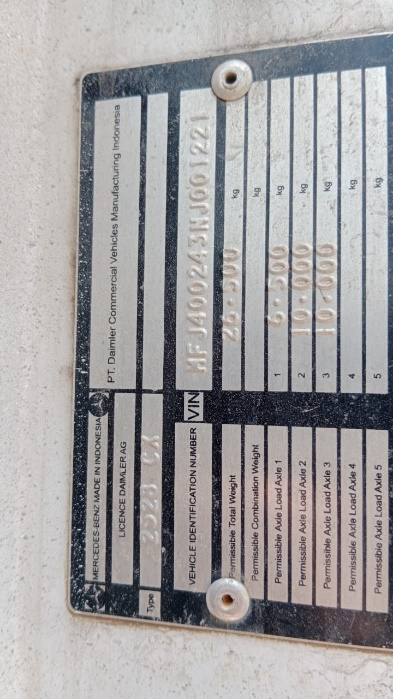 MERCEDES-BENZ MADE IN INDONESIA
LICENCE DAIMLER AG
PT. Daimler Commercial Vehicles Manufacturing Indonesia
Type 2528 CX
VEHICLE IDENTIFICATION NUMBER VIN MFJ400243NJ001221
Permissible Total Weight 26.500 kg
Permissible Combination Weight kg
Permissible Axle Load Axle 1 1 6.500 kg
Permissible Axle Load Axle 2 2 10.000 kg
Permissible Axle Load Axle 3 3 10.000 kg
Permissible Axle Load Axle 4 4 kg
Permissible Axle Load Axle 5 5 kg